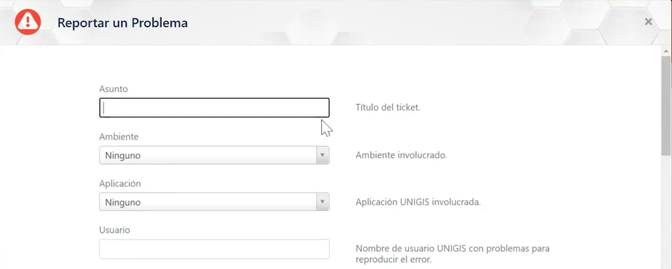 Reportar un Problema
Asunto
Título del ticket.
Ambiente
Ninguno
Ambiente involucrado.
Aplicación
Ninguno
Aplicación UNIGIS involucrada.
Usuario
Nombre de usuario UNIGIS con problemas para
reproducir el error.